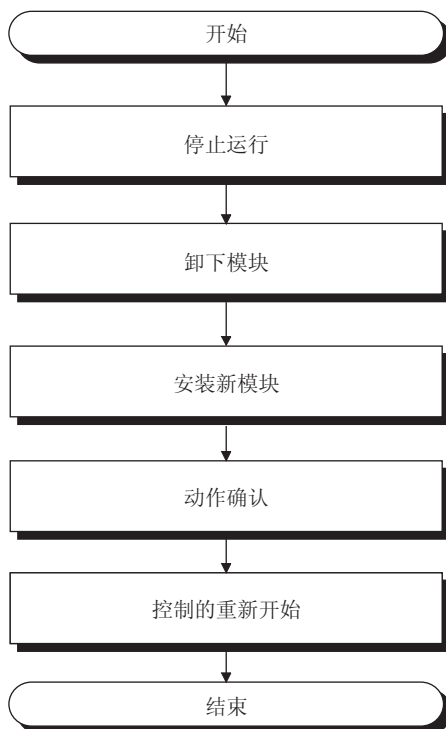 开始
停止运行
卸下模块
安装新模块
动作确认
控制的重新开始
结束